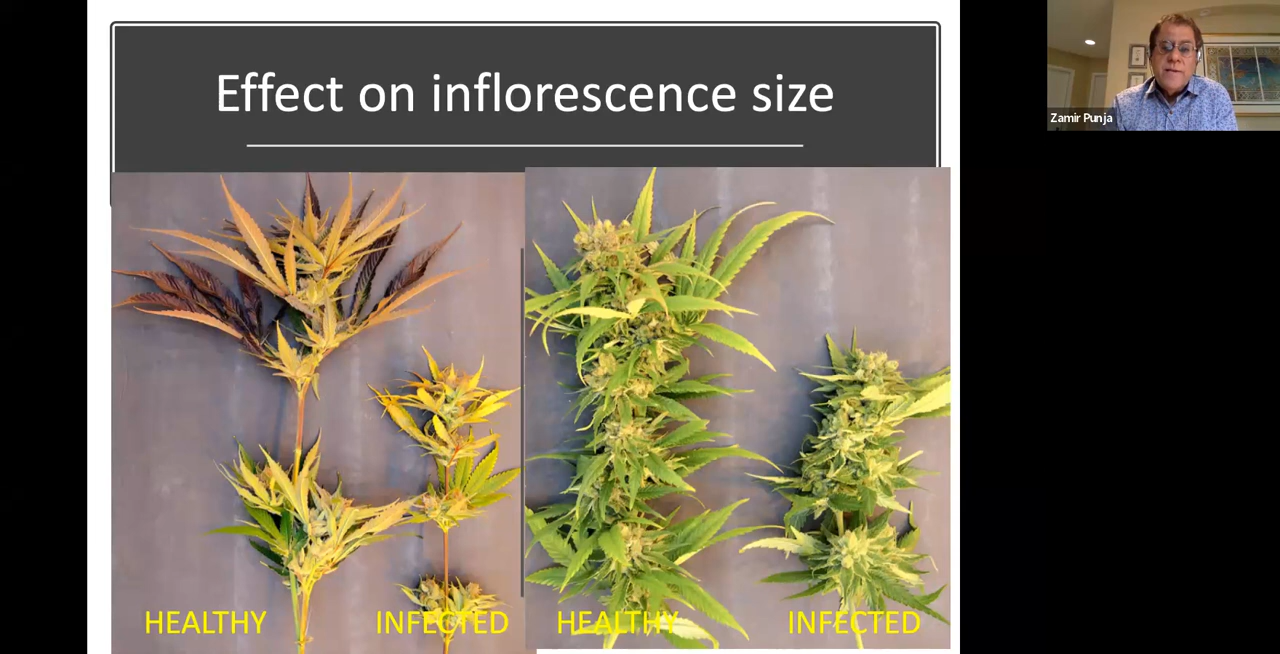 Effect on inflorescence size
Zamir Punja
HEALTHY INFECTED HEALTHY INFECTED